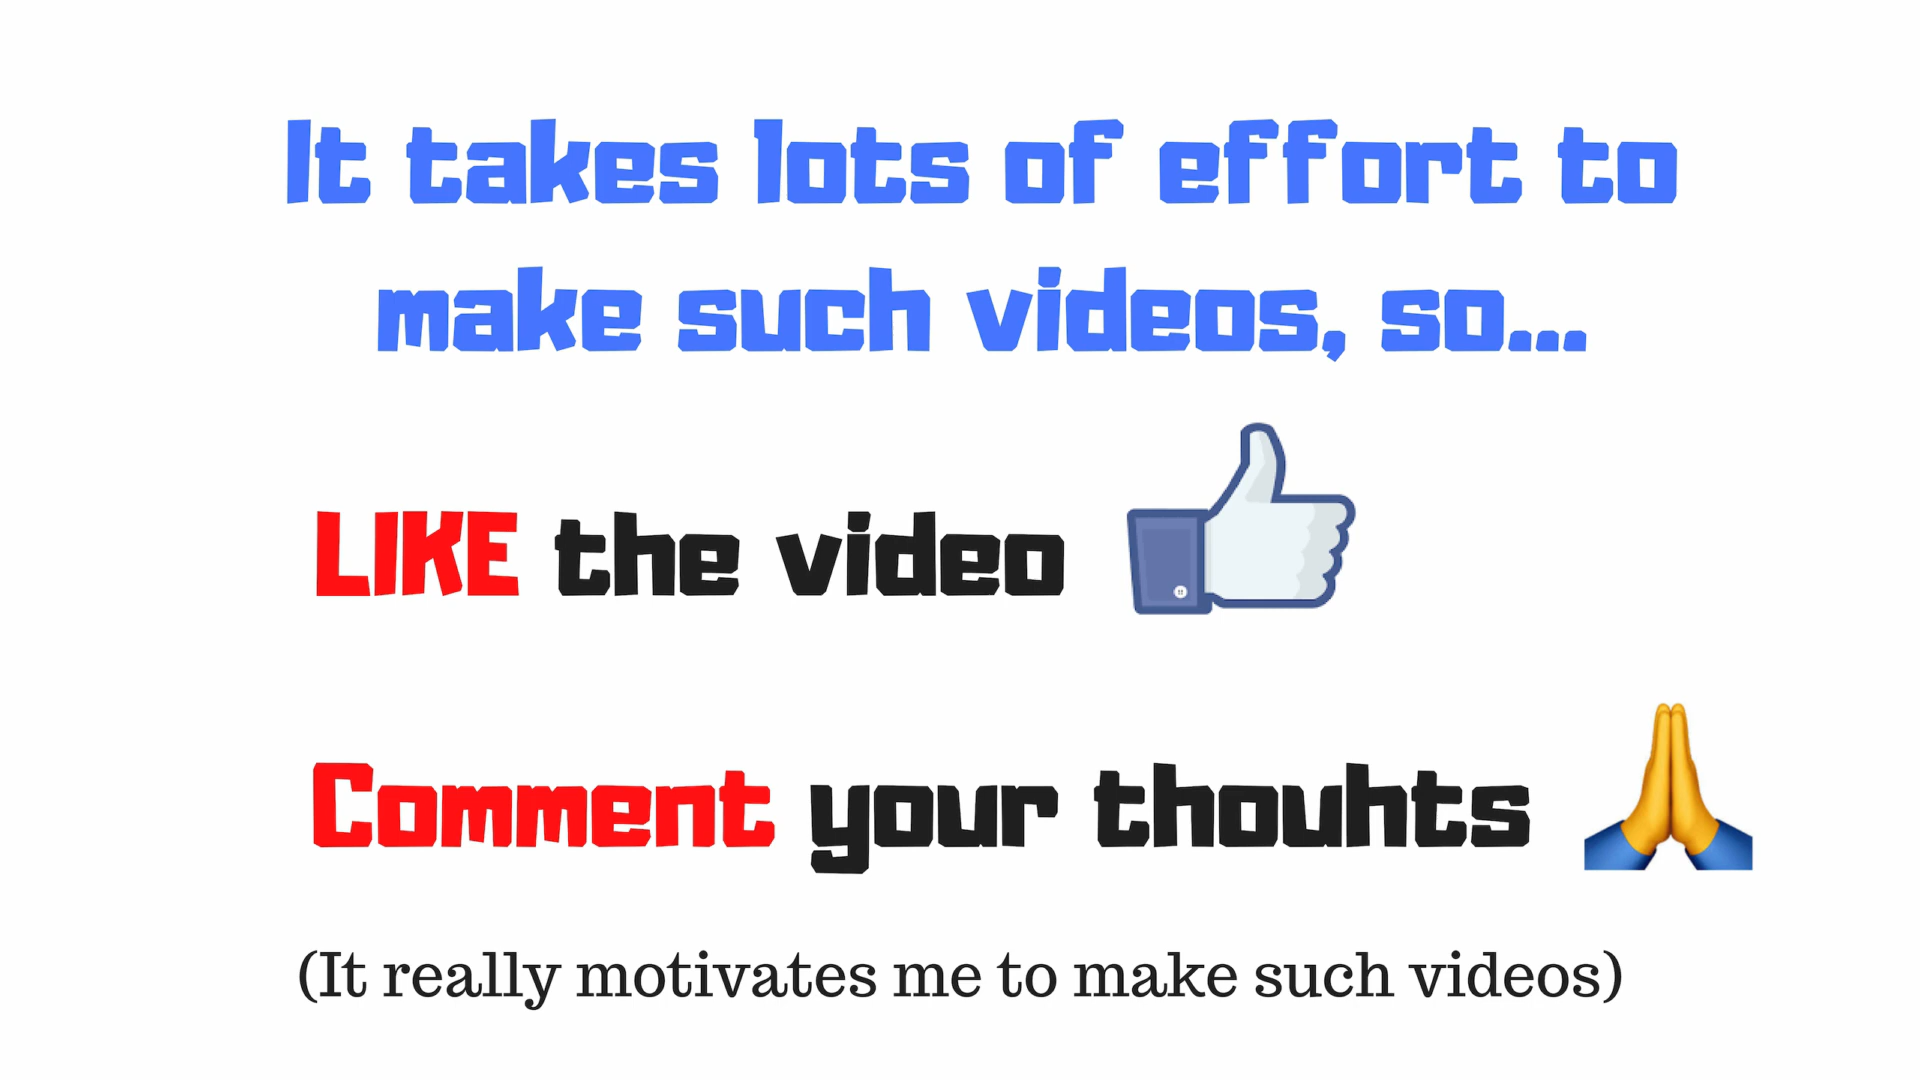 It takes lots of effort to
make such videos, so...
LIKE the video
Comment your thouhts
(It really motivates me to make such videos)